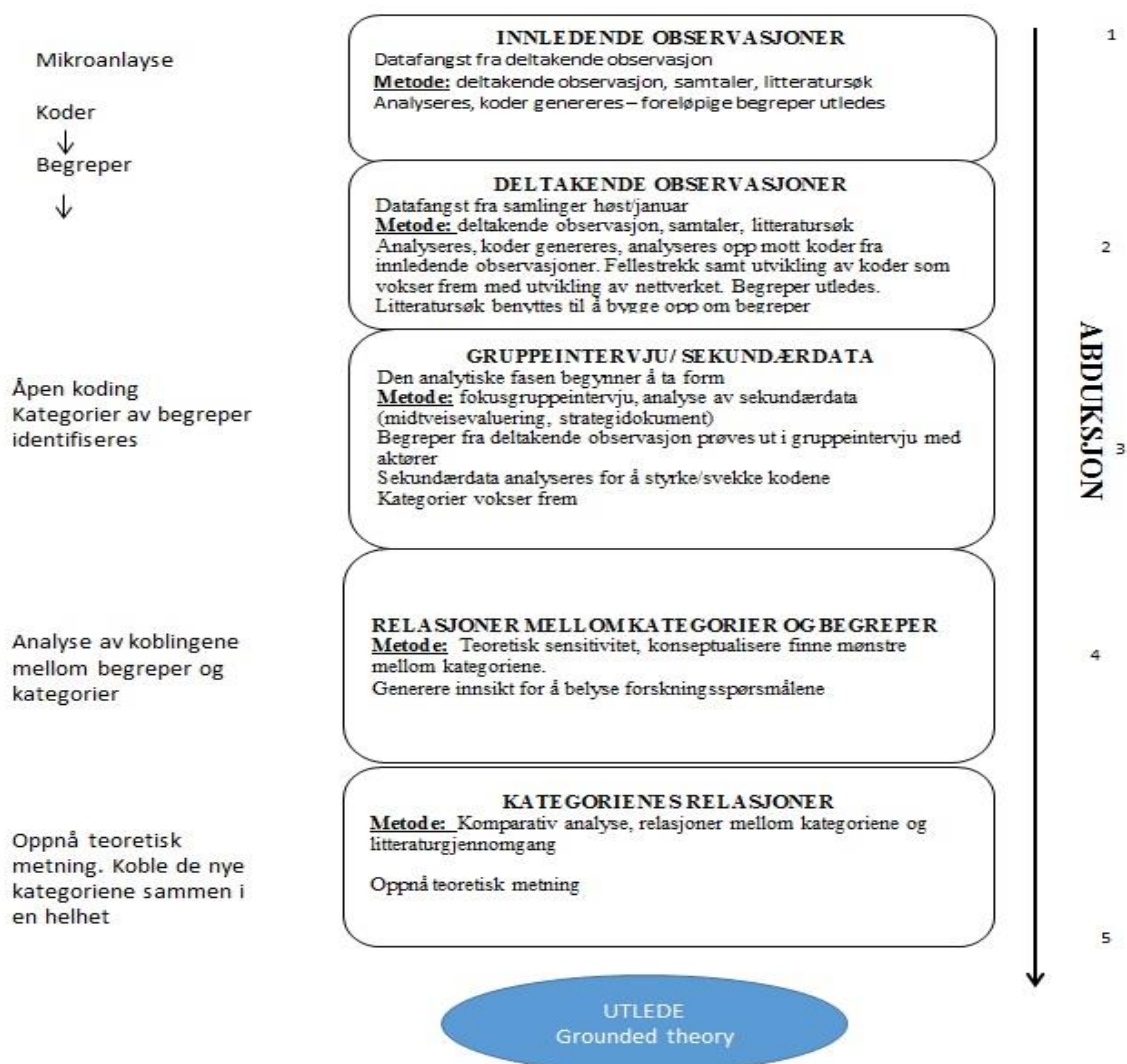 Mikroanlayse
Koder
Begreper
INNLEDENDE OBSERVASJONER
Datafangst fra deltakende observasjon
Metode: deltakende observasjon, samtaler, litteratursøk
Analyseres, koder genereres – foreløpige begreper utledes
1
DELTAKENDE OBSERVASJONER
Datafangst fra samlinger høst/januar
Metode: deltakende observasjon, samtaler, litteratursøk
Analyseres, koder genereres, analyseres opp mott koder fra
innledende observasjoner. Fellestrekk samt utvikling av koder som
vokser frem med utvikling av nettverket. Begreper utledes.
Litteratursøk benyttes til å bygge opp om begreper
2
Åpen koding
Kategorier av begreper
identifiseres
GRUPPEINTERVJU/ SEKUNDÆRDATA
Den analytiske fasen begynner å ta form
Metode: fokusgruppeintervju, analyse av sekundærdata
(midtveisevaluering, strategidokument)
Begreper fra deltakende observasjon prøves ut i gruppeintervju med
aktører
Sekundærdata analyseres for å styrke/svekke kodene
Kategorier vokser frem
3
ABDUKSJON
Analyse av koblingene
mellom begreper og
kategorier
RELASJONER MELLOM KATEGORIER OG BEGREPER
Metode: Teoretisk sensitivitet, konseptualisere finne mønstre
mellom kategoriene.
Generere innsikt for å belyse forskningsspørsmålene
4
Oppnå teoretisk
metning. Koble de nye
kategoriene sammen i
en helhet
KATEGORIENES RELASJONER
Metode: Komparativ analyse, relasjoner mellom kategoriene og
litteraturgjennomgang
Oppnå teoretisk metning
5
UTLEDE
Grounded theory